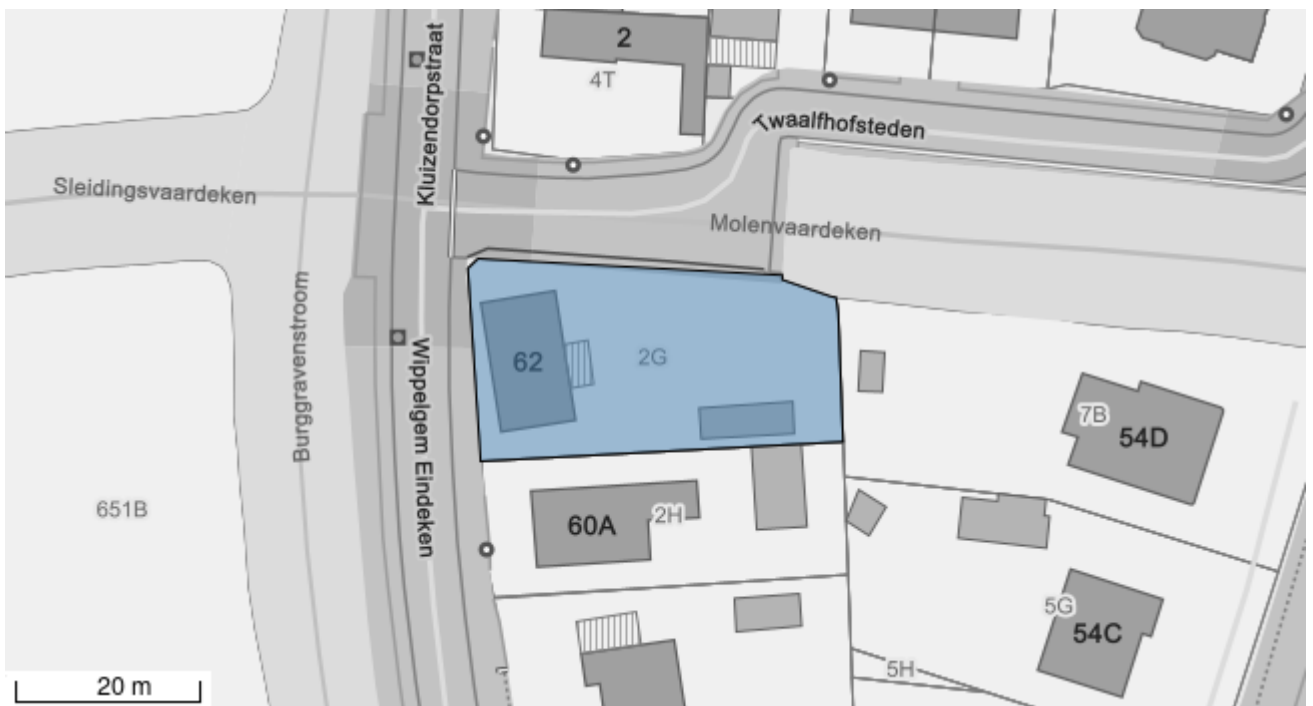 2
4T
Kluizendorpstraat
Twaalfhofsteden
Sleidingsvaardeken
Molenvaardeken
Burggravenstroom
Wippelgem Eindeken
62
2G
7B
54D
651B
60A
2H
5G
54C
5H
20 m